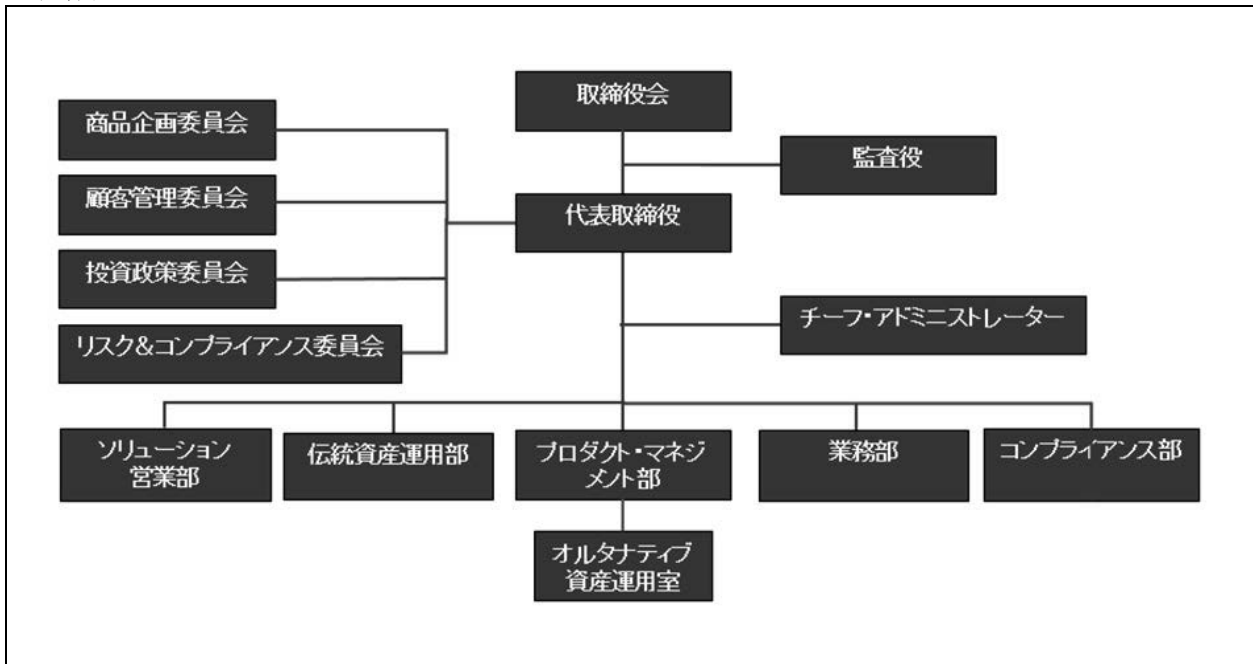 取締役会
監査役
代表取締役
商品企画委員会
顧客管理委員会
投資政策委員会
リスク&コンプライアンス委員会
チーフ・アドミニストレーター
ソリューション
営業部
伝統資産運用部
プロダクト・マネジ
メント部
業務部
コンプライアンス部
オルタナティブ
資産運用室